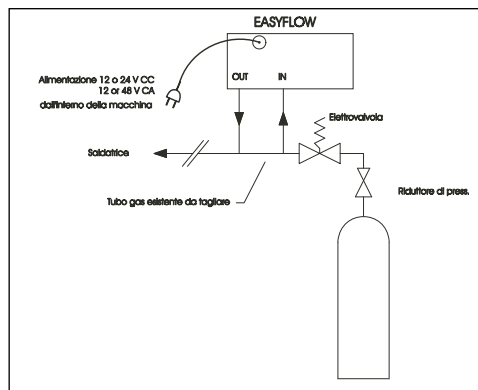 EASYFLOW
OUT
IN
Alimentazione 12 o 24 V CC
12 or 48 V CA
dall'interno della macchina
Elettrovalvola
Saldatrice
Tubo gas esistente da tagliare
Riduttore di press.